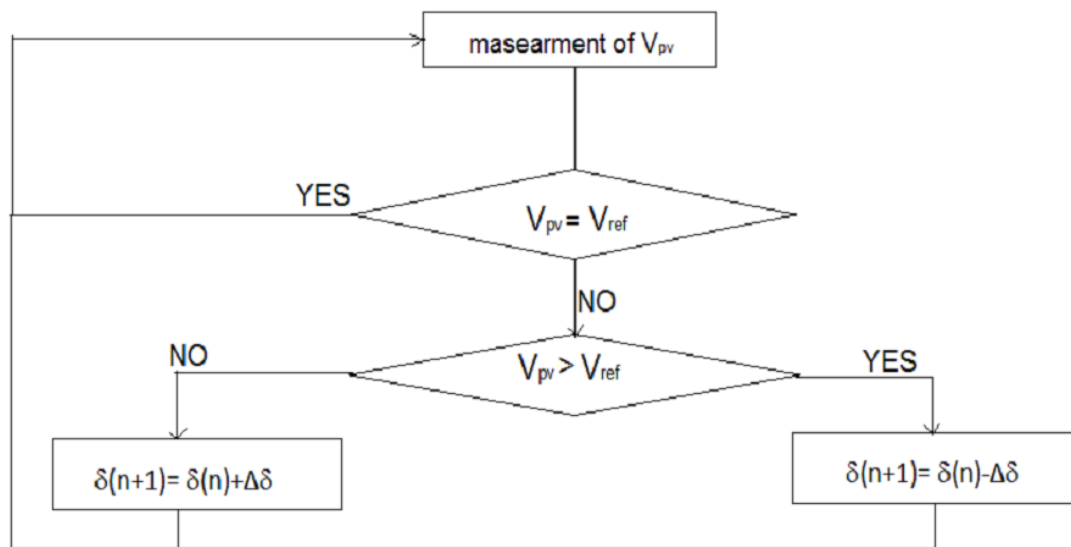 masearment of Vpv
YES
Vpv = Vref
NO
NO
Vpv > Vref
YES
δ(n+1)= δ(n)+Δδ
δ(n+1)= δ(n)-Δδ